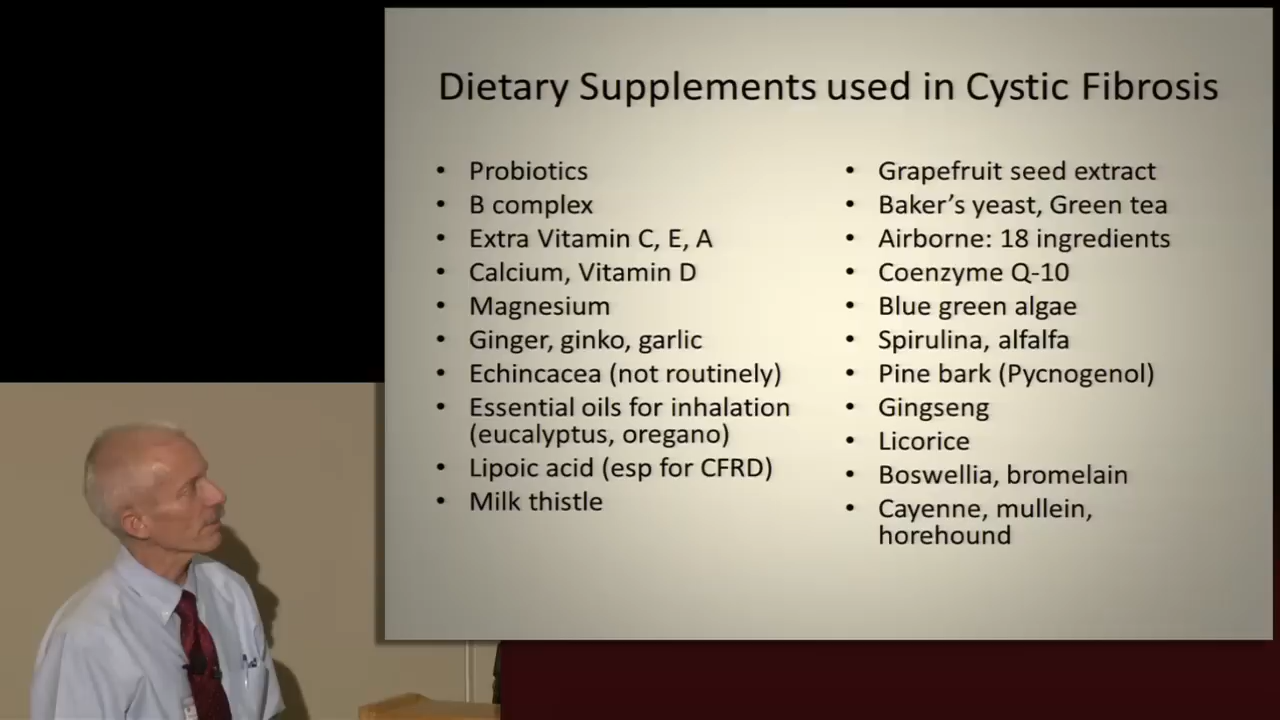 Dietary Supplements used in Cystic Fibrosis
• Probiotics
• B complex
• Extra Vitamin C, E, A
• Calcium, Vitamin D
• Magnesium
• Ginger, ginko, garlic
• Echincacea (not routinely)
• Essential oils for inhalation
(eucalyptus, oregano)
• Lipoic acid (esp for CFRD)
• Milk thistle
• Grapefruit seed extract
• Baker’s yeast, Green tea
• Airborne: 18 ingredients
• Coenzyme Q-10
• Blue green algae
• Spirulina, alfalfa
• Pine bark (Pycnogenol)
• Gingseng
• Licorice
• Boswellia, bromelain
• Cayenne, mullein,
horehound